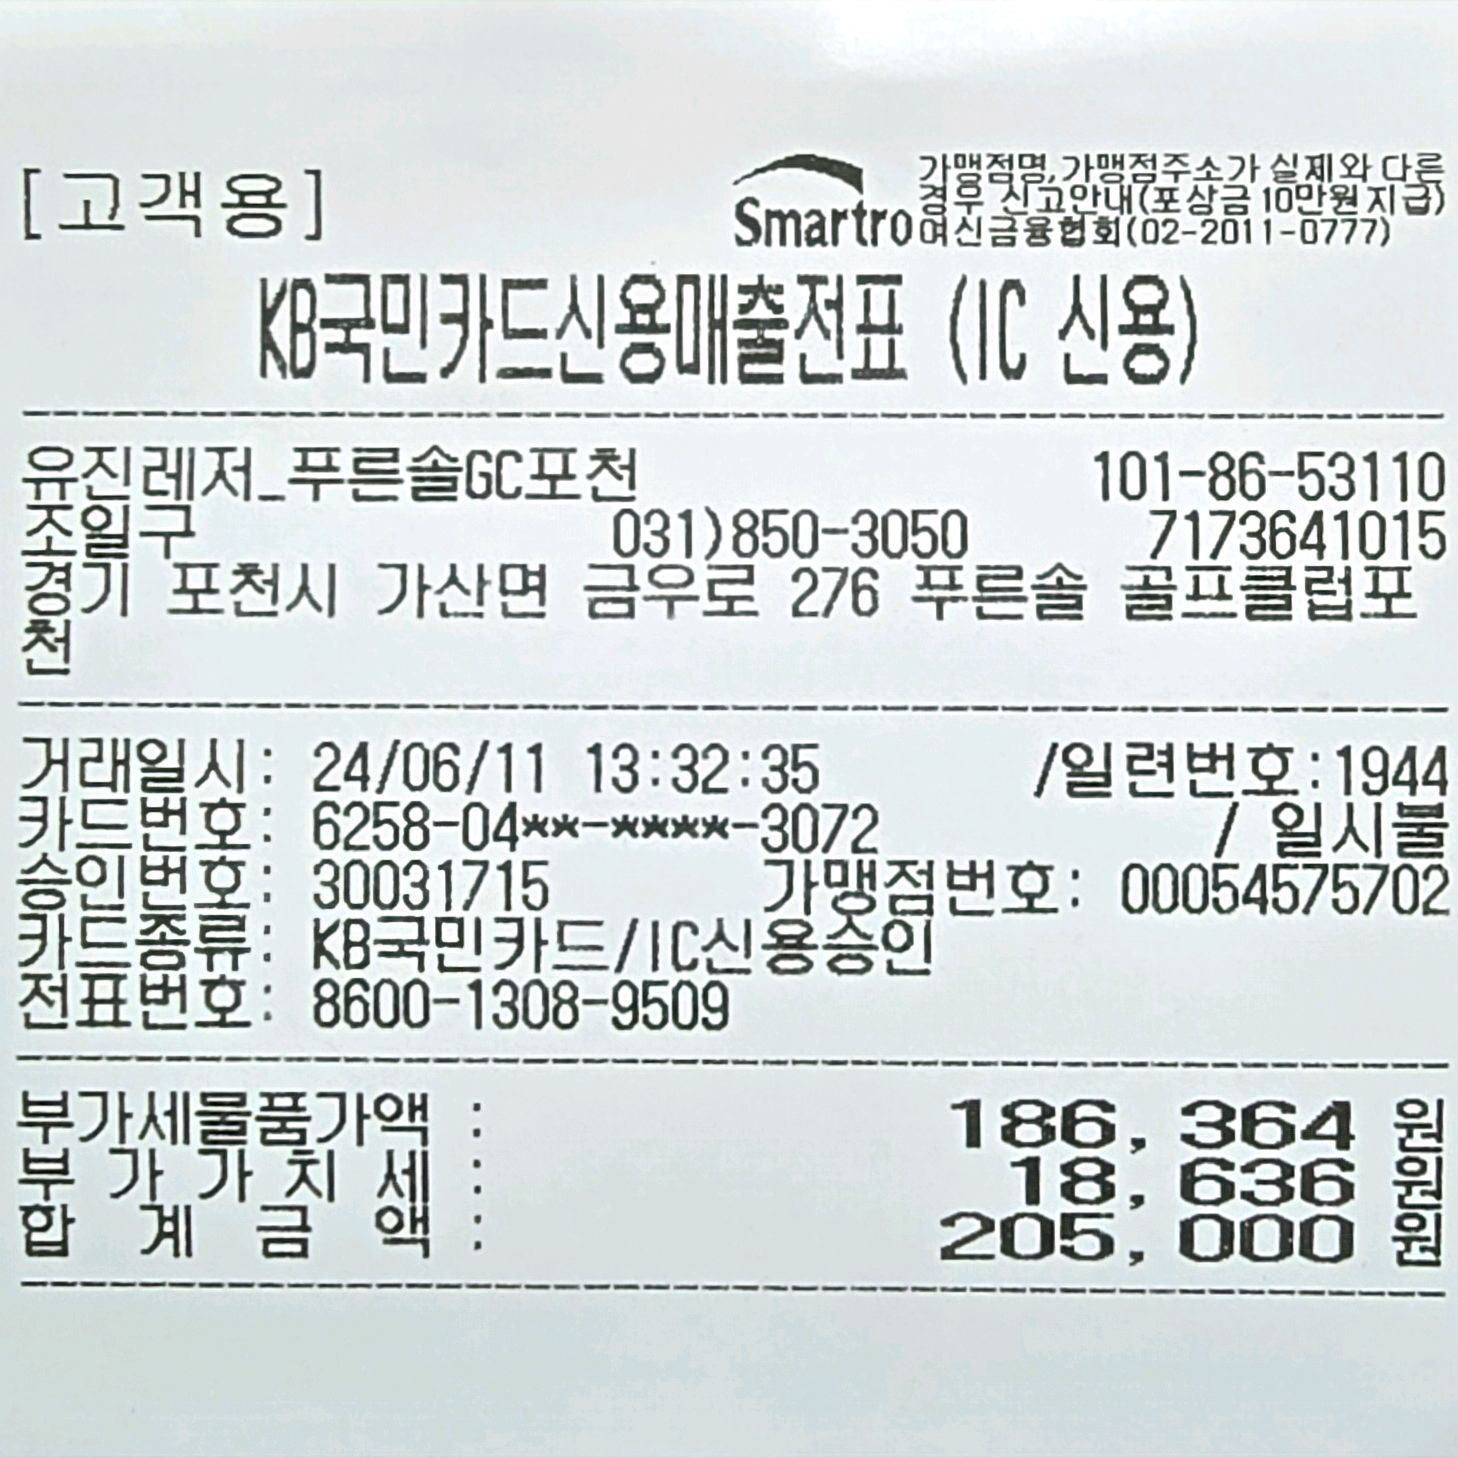 [고객용]
Smartro
가맹점명,가맹점주소가 실제와 다른
경우 신고안내(포상금 10만원 지급)
여신금융협회(02-2011-0777)
KB국민카드신용매출전표 (IC 신용)
유진레저_푸른솔GC포천 101-86-53110
조일구 031)850-3050 7173641015
경기 포천시 가산면 금우로 276 푸른솔 골프클럽포
천
거래일시: 24/06/11 13:32:35 /일련번호:1944
카드번호: 6258-04**-****-3072 / 일시불
승인번호: 30031715 가맹점번호: 00054575702
카드종류: KB국민카드/IC신용승인
전표번호: 8600-1308-9509
부가세물품가액 : 186,364 원
부 가 가 치 세 : 18,636 원
합 계 금 액 : 205,000 원